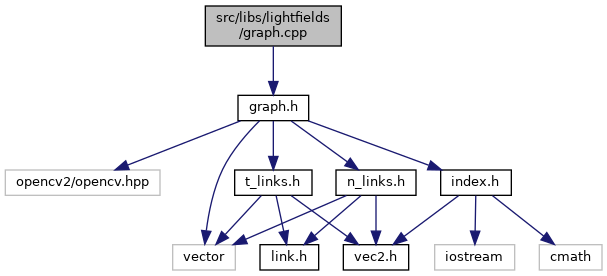 src/libs/lightfields
/graph.cpp
graph.h
opencv2/opencv.hpp
t_links.h
n_links.h
index.h
vector
link.h
vec2.h
iostream
cmath